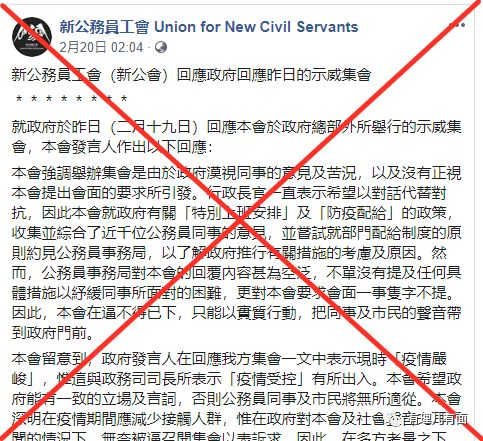 新公務員工會 Union for New Civil Servants
2月20日 02:04
新公務員工會（新公會）回應政府回應昨日的示威集會
********
就政府於昨日（二月十九日）回應本會於政府總部外所舉行的示威集
會，本會發言人作出以下回應：
本會強調舉辦集會是由於政府漠視同事的意見及苦況，以及沒有正視
本會提出會面的要求所引發。行政長官一直表示希望以對話代替對
抗，因此本會就政府有關「特別上班安排」及「防疫配給」的政策，
收集並綜合了近千位公務員同事的意見，並嘗試就部門配給制度的原
則約見公務員事務局，以了解政府推行有關措施的考慮及原因。然
而，公務員事務局對本會的回覆內容甚為空泛，不單沒有提及任何具
體措施以紓緩同事所面對的困難，更對本會要求會面一事隻字不提。
因此，本會在逼不得已下，只能以實質行動，把同事及市民的聲音帶
到政府門前。
本會留意到，政府發言人在回應我方集會一文中表示現時「疫情嚴
峻」，惟這與政務司司長所表示「疫情受控」有所出入。本會希望政
府能有一致的立場及言詞，否則公務員同事及市民將無所適從。本會
深明在疫情期間應減少接觸人群，惟在政府對本會及社會
聞的情況下，無奈被逼召開集會以表訴求。因此，在多方考量之下，